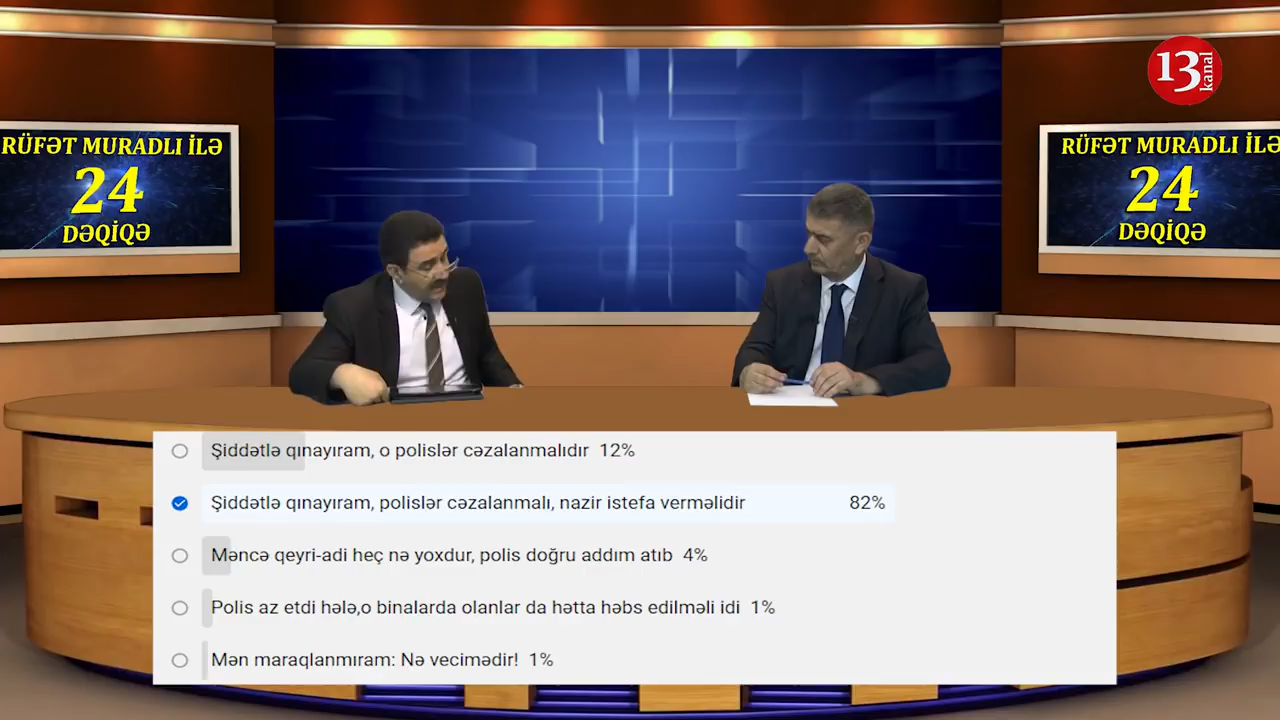 13 kanal
RÜFƏT MURADLI İLƏ
24
DƏQİQƏ
RÜFƏT MURADLI İLƏ
24
DƏQİQƏ
Şiddətlə qınayıram, o polislər cəzalanmalıdır 12%
Şiddətlə qınayıram, polislər cəzalanmalı, nazir istefa verməlidir 82%
Məncə qeyri-adi heç nə yoxdur, polis doğru addım atıb 4%
Polis az etdi hələ,o binalarda olanlar da hətta həbs edilməli idi 1%
Mən maraqlanmıram: Nə vecimədir! 1%